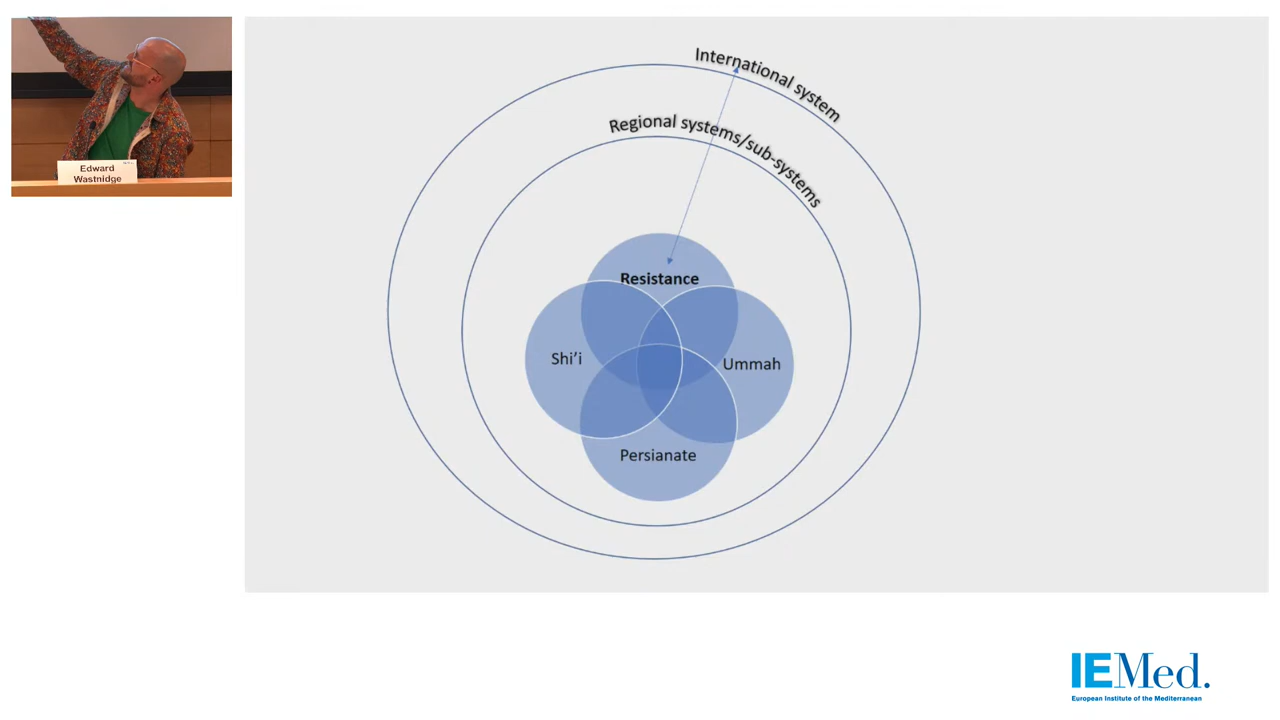 Edward
Wastnidge
International system
Regional systems/sub-systems
Resistance
Shi'i
Ummah
Persianate
IEMed.
European Institute of the Mediterranean